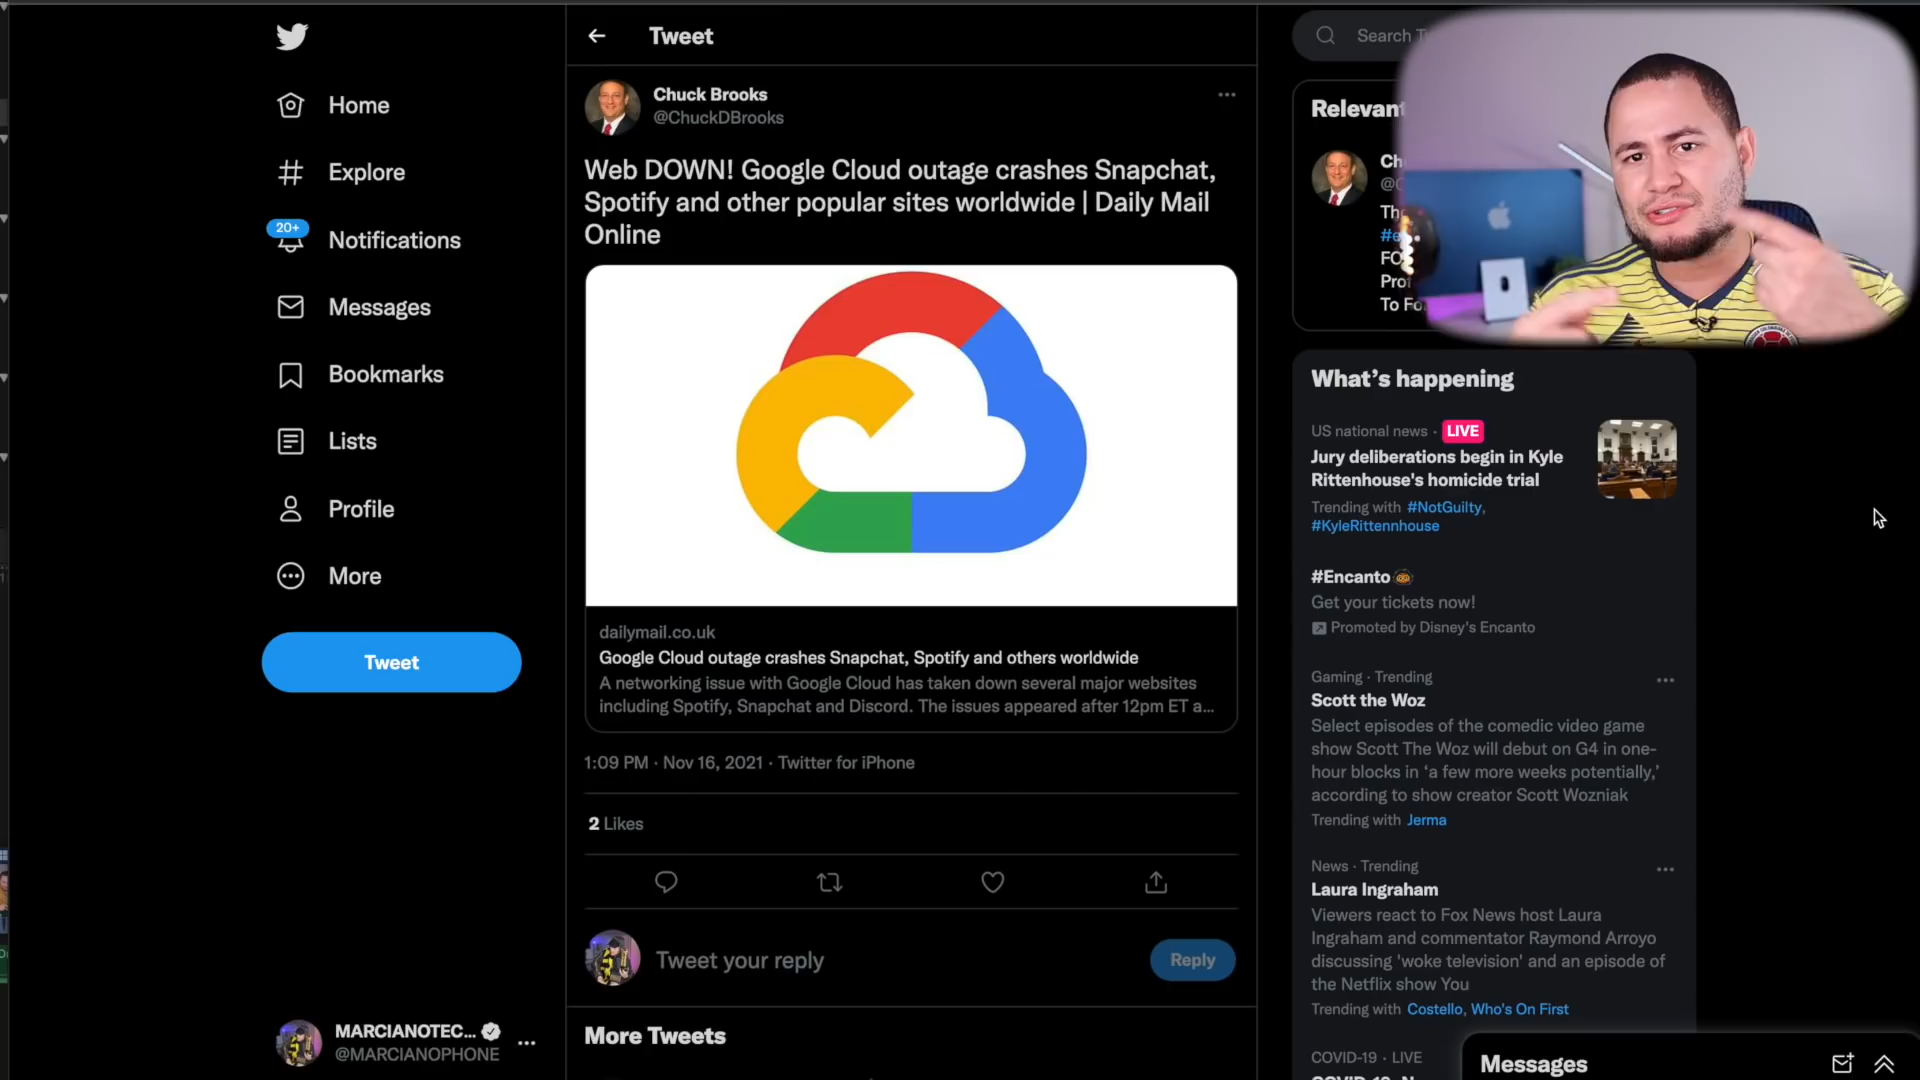 Home
Explore
20+
Notifications
Messages
Bookmarks
Lists
Profile
More
Tweet
MARCIANOTEC...
@MARCIANOPHONE
Tweet
Chuck Brooks
@ChuckDBrooks
Web DOWN! Google Cloud outage crashes Snapchat,
Spotify and other popular sites worldwide | Daily Mail
Online
dailymail.co.uk
Google Cloud outage crashes Snapchat, Spotify and others worldwide
A networking issue with Google Cloud has taken down several major websites
including Spotify, Snapchat and Discord. The issues appeared after 12pm ET a...
1:09 PM · Nov 16, 2021 · Twitter for iPhone
2 Likes
Tweet your reply
Reply
More Tweets
Search T
Relevant
Ch
@C
Th
#e
FO
Prof
To Fo
What's happening
US national news · LIVE
Jury deliberations begin in Kyle
Rittenhouse's homicide trial
Trending with #NotGuilty,
#KyleRittennhouse
#Encanto
Get your tickets now!
Promoted by Disney's Encanto
Gaming · Trending
Scott the Woz
Select episodes of the comedic video game
show Scott The Woz will debut on G4 in one-
hour blocks in 'a few more weeks potentially,'
according to show creator Scott Wozniak
Trending with Jerma
News · Trending
Laura Ingraham
Viewers react to Fox News host Laura
Ingraham and commentator Raymond Arroyo
discussing 'woke television' and an episode of
the Netflix show You
Trending with Costello, Who's On First
COVID-19 · LIVE
Messages